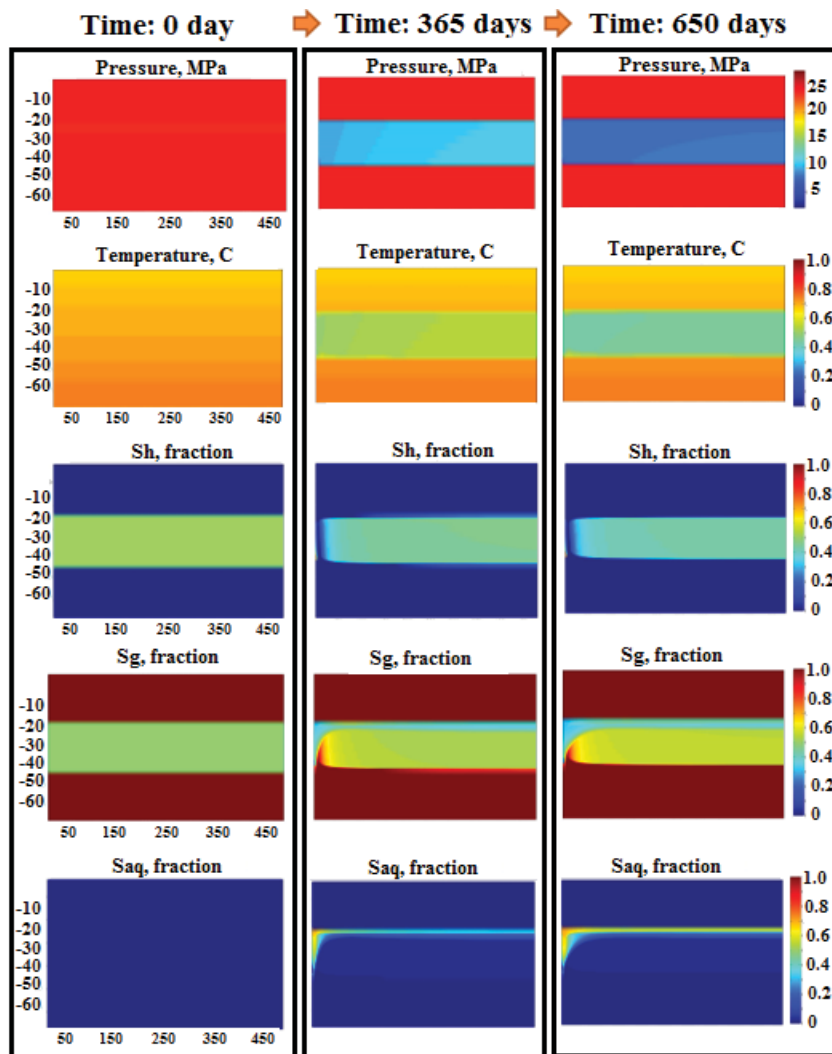 Time: 0 day
Time: 365 days
Time: 650 days
Pressure, MPa
Pressure, MPa
Pressure, MPa
-10
-20
-30
-40
-50
-60
50 150 250 350 450
25
20
15
10
5
Temperature, C
Temperature, C
Temperature, C
-10
-20
-30
-40
-50
-60
50 150 250 350 450
1.0
0.8
0.6
0.4
0.2
0
Sh, fraction
Sh, fraction
Sh, fraction
-10
-20
-30
-40
-50
-60
50 150 250 350 450
1.0
0.8
0.6
0.4
0.2
0
Sg, fraction
Sg, fraction
Sg, fraction
-10
-20
-30
-40
-50
-60
50 150 250 350 450
1.0
0.8
0.6
0.4
0.2
0
Saq, fraction
Saq, fraction
Saq, fraction
-10
-20
-30
-40
-50
-60
50 150 250 350 450
1.0
0.8
0.6
0.4
0.2
0